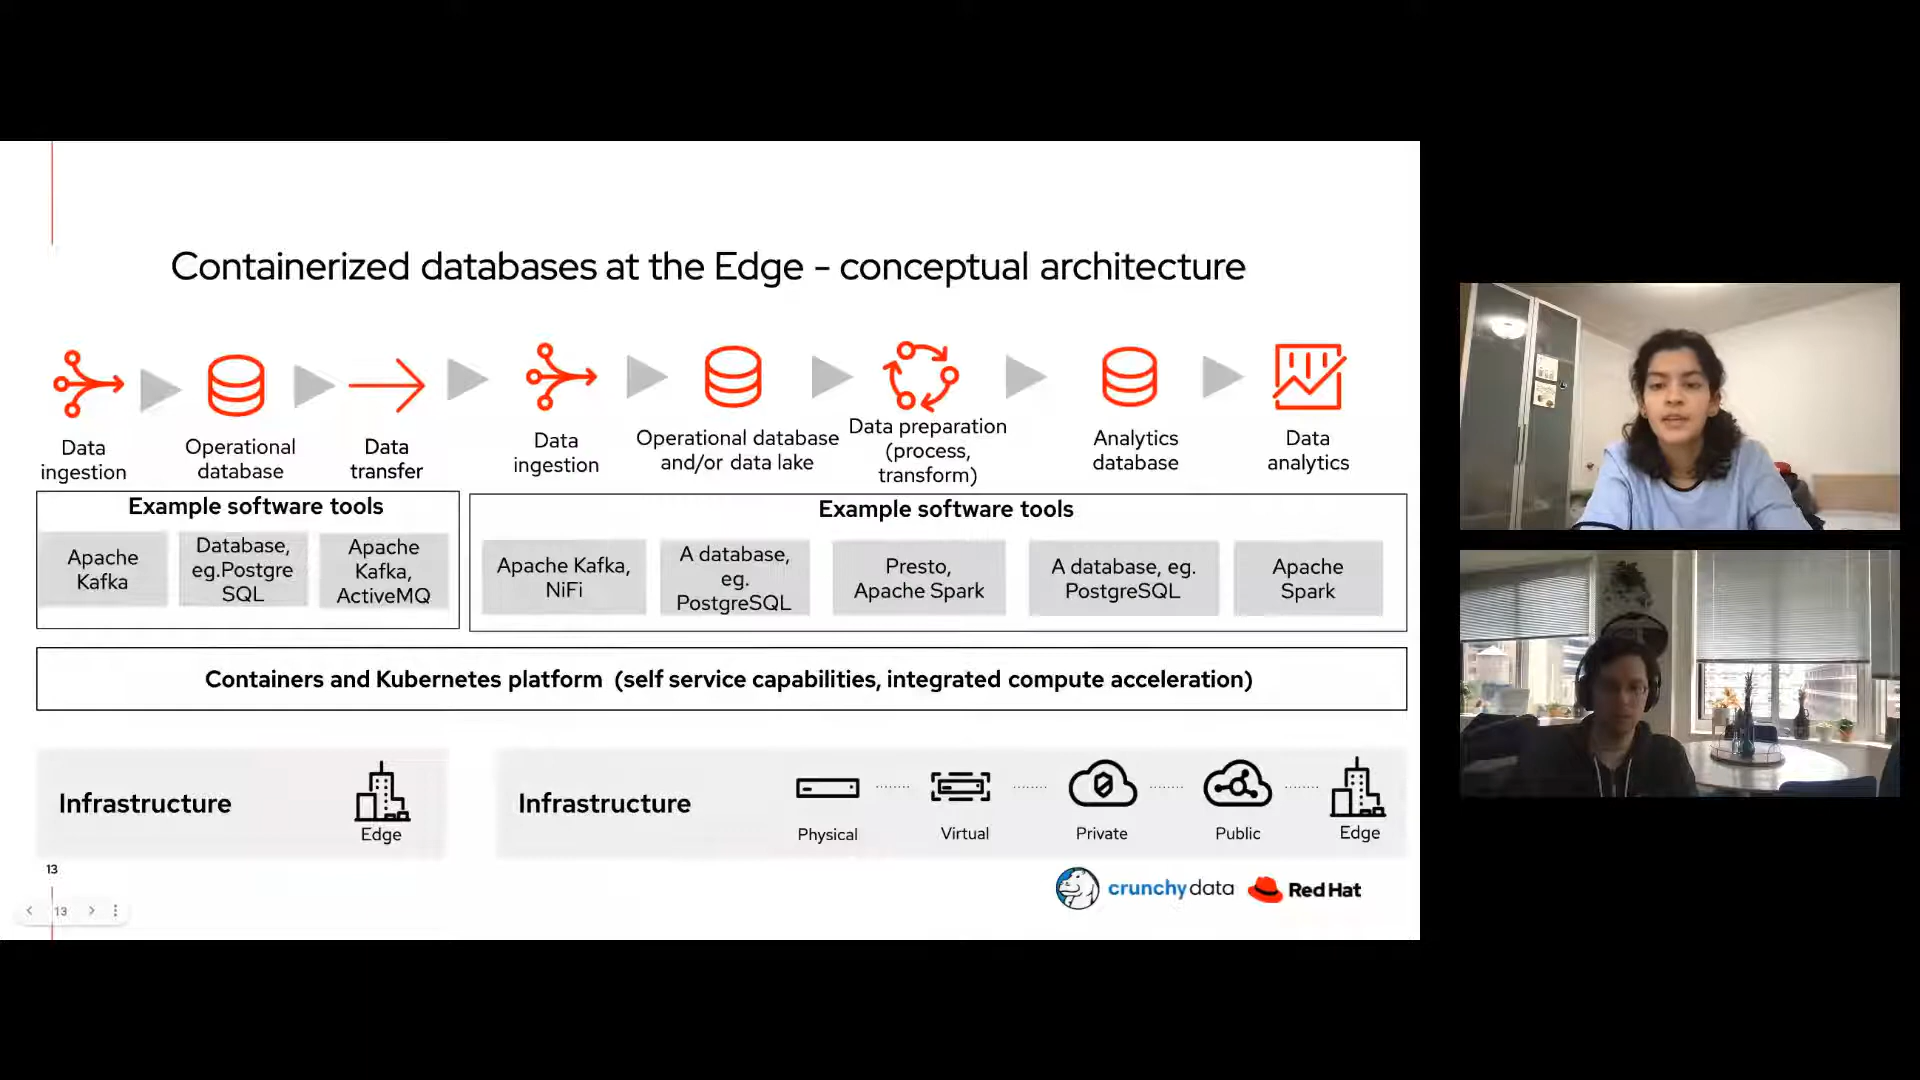 Containerized databases at the Edge - conceptual architecture
Data
ingestion
Operational
database
Data
transfer
Data
ingestion
Operational database
and/or data lake
Data preparation
(process,
transform)
Analytics
database
Data
analytics
Example software tools
Apache
Kafka
Database,
eg.Postgre
SQL
Apache
Kafka,
ActiveMQ
Example software tools
Apache Kafka,
NiFi
A database,
eg.
PostgreSQL
Presto,
Apache Spark
A database, eg.
PostgreSQL
Apache
Spark
Containers and Kubernetes platform (self service capabilities, integrated compute acceleration)
Infrastructure
Edge
Infrastructure
Physical
Virtual
Private
Public
Edge
13
crunchydata
Red Hat
13